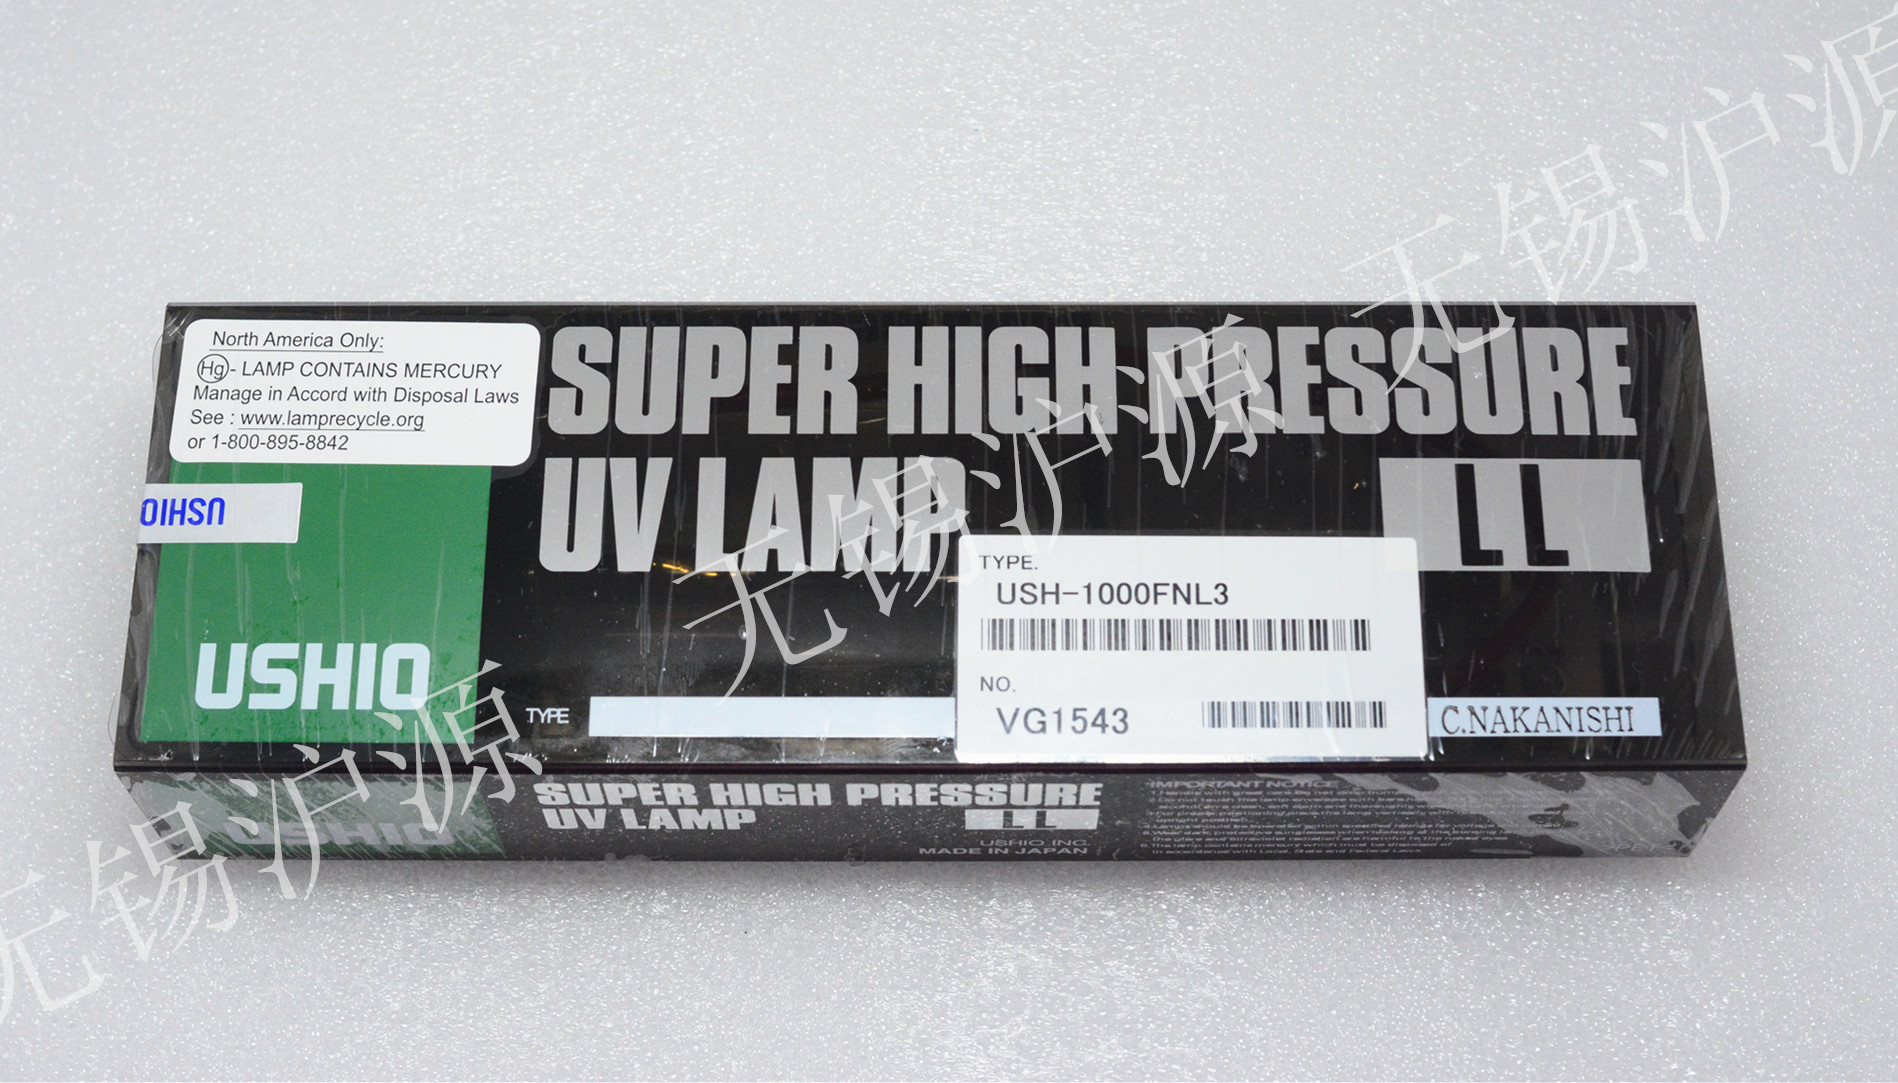 North America Only:
Hg - LAMP CONTAINS MERCURY
Manage in Accord with Disposal Laws
See : www.lamprecycle.org
or 1-800-895-8842
SUPER HIGH PRESSURE
UV LAMP
LL
USHIO
USHIO
TYPE
TYPE.
USH-1000FNL3
NO.
VG1543
C.NAKANISHI
USHIO
SUPER HIGH PRESSURE
UV LAMP
LL
USHIO INC.
MADE IN JAPAN
IMPORTANT NOTICE
无锡沪源
无锡沪源
无锡沪源